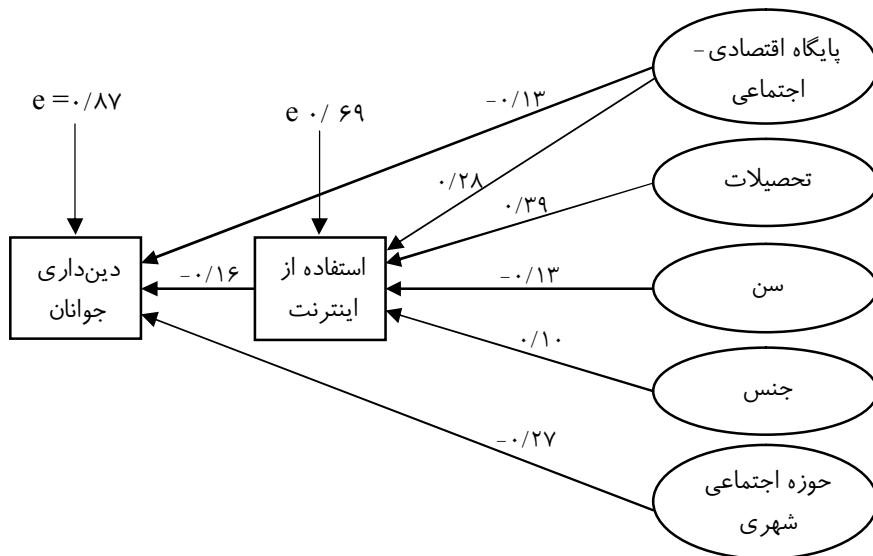 پایگاه اقتصادی-
اجتماعی
e =۰/۸۷
e ۰/ ۶۹
-۰/۱۳
۰/۲۸
تحصیلات
۰/۳۹
دین‌داری
جوانان
-۰/۱۶
استفاده از
اینترنت
-۰/۱۳
سن
۰/۱۰
جنس
-۰/۲۷
حوزه اجتماعی
شهری